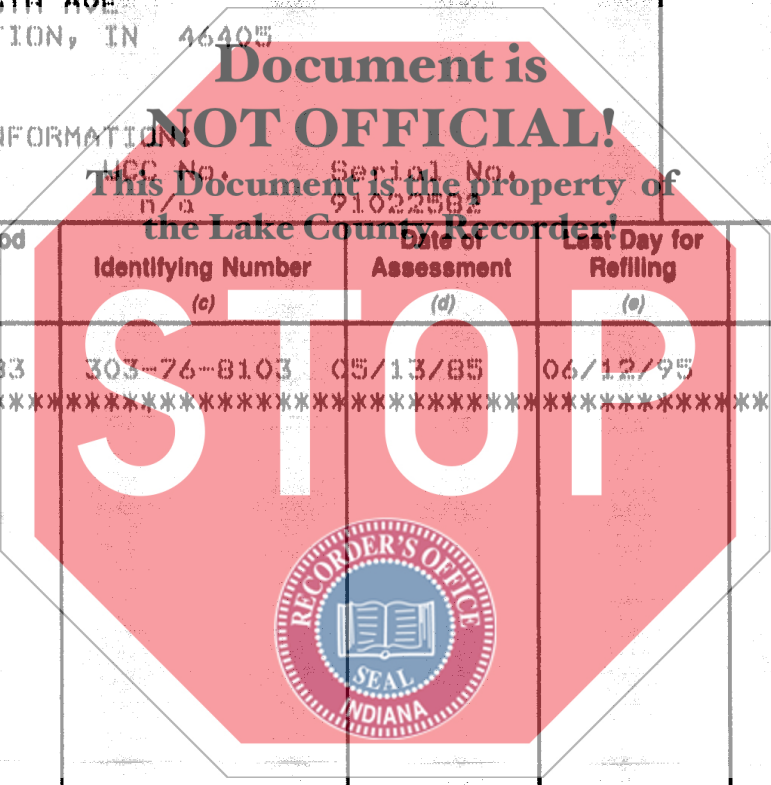 TION, IN 46405
Document is
NFORMATION:
NOT OFFICIAL!
UCC No. Serial No.
This Document is the property of
n/a 91022582
the Lake County Recorder!
od
Identifying Number
(c)
Date of
Assessment
(d)
Last Day for
Refiling
(e)
STOP
83 303-76-8103 05/13/85 06/12/95
RECORDER'S OFFICE
SEAL
INDIANA